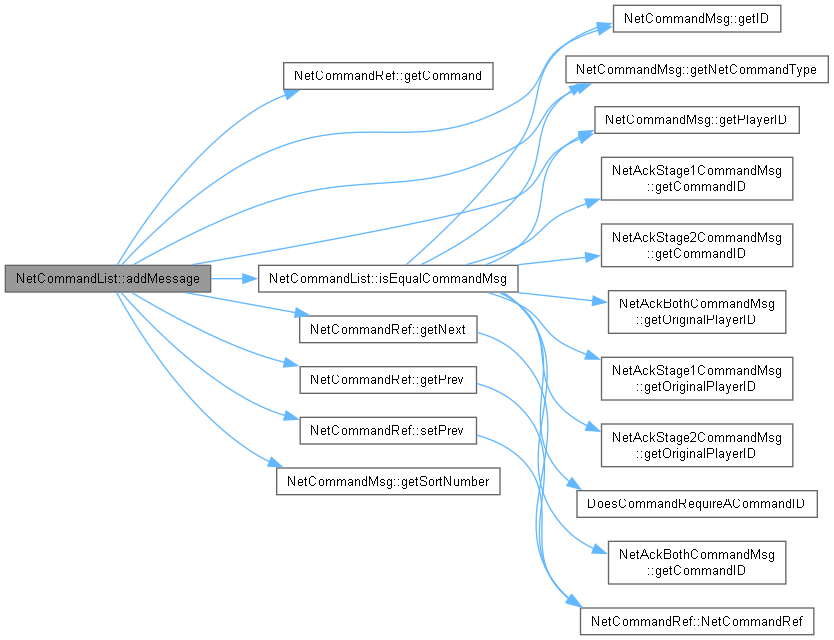 NetCommandList::addMessage
NetCommandRef::getCommand
NetCommandList::isEqualCommandMsg
NetCommandRef::getNext
NetCommandRef::getPrev
NetCommandRef::setPrev
NetCommandMsg::getSortNumber
NetCommandMsg::getID
NetCommandMsg::getNetCommandType
NetCommandMsg::getPlayerID
NetAckStage1CommandMsg
::getCommandID
NetAckStage2CommandMsg
::getCommandID
NetAckBothCommandMsg
::getOriginalPlayerID
NetAckStage1CommandMsg
::getOriginalPlayerID
NetAckStage2CommandMsg
::getOriginalPlayerID
DoesCommandRequireACommandID
NetAckBothCommandMsg
::getCommandID
NetCommandRef::NetCommandRef